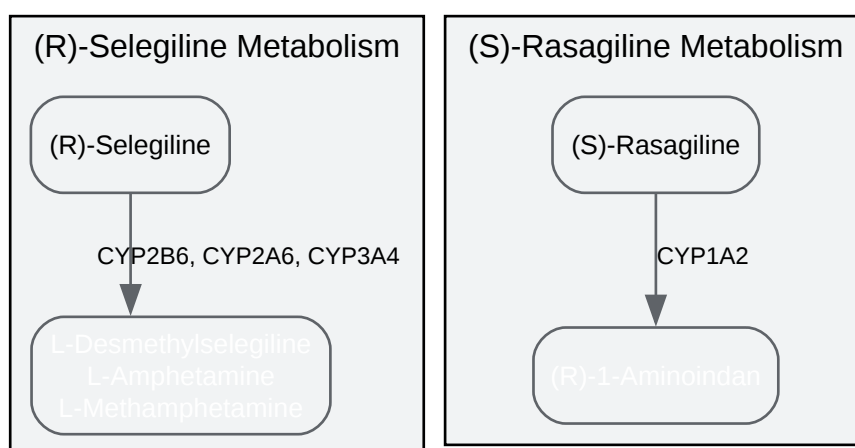 (R)-Selegiline Metabolism
(R)-Selegiline
CYP2B6, CYP2A6, CYP3A4
L-Desmethylselegiline
L-Amphetamine
L-Methamphetamine
(S)-Rasagiline Metabolism
(S)-Rasagiline
CYP1A2
(R)-1-Aminoindan